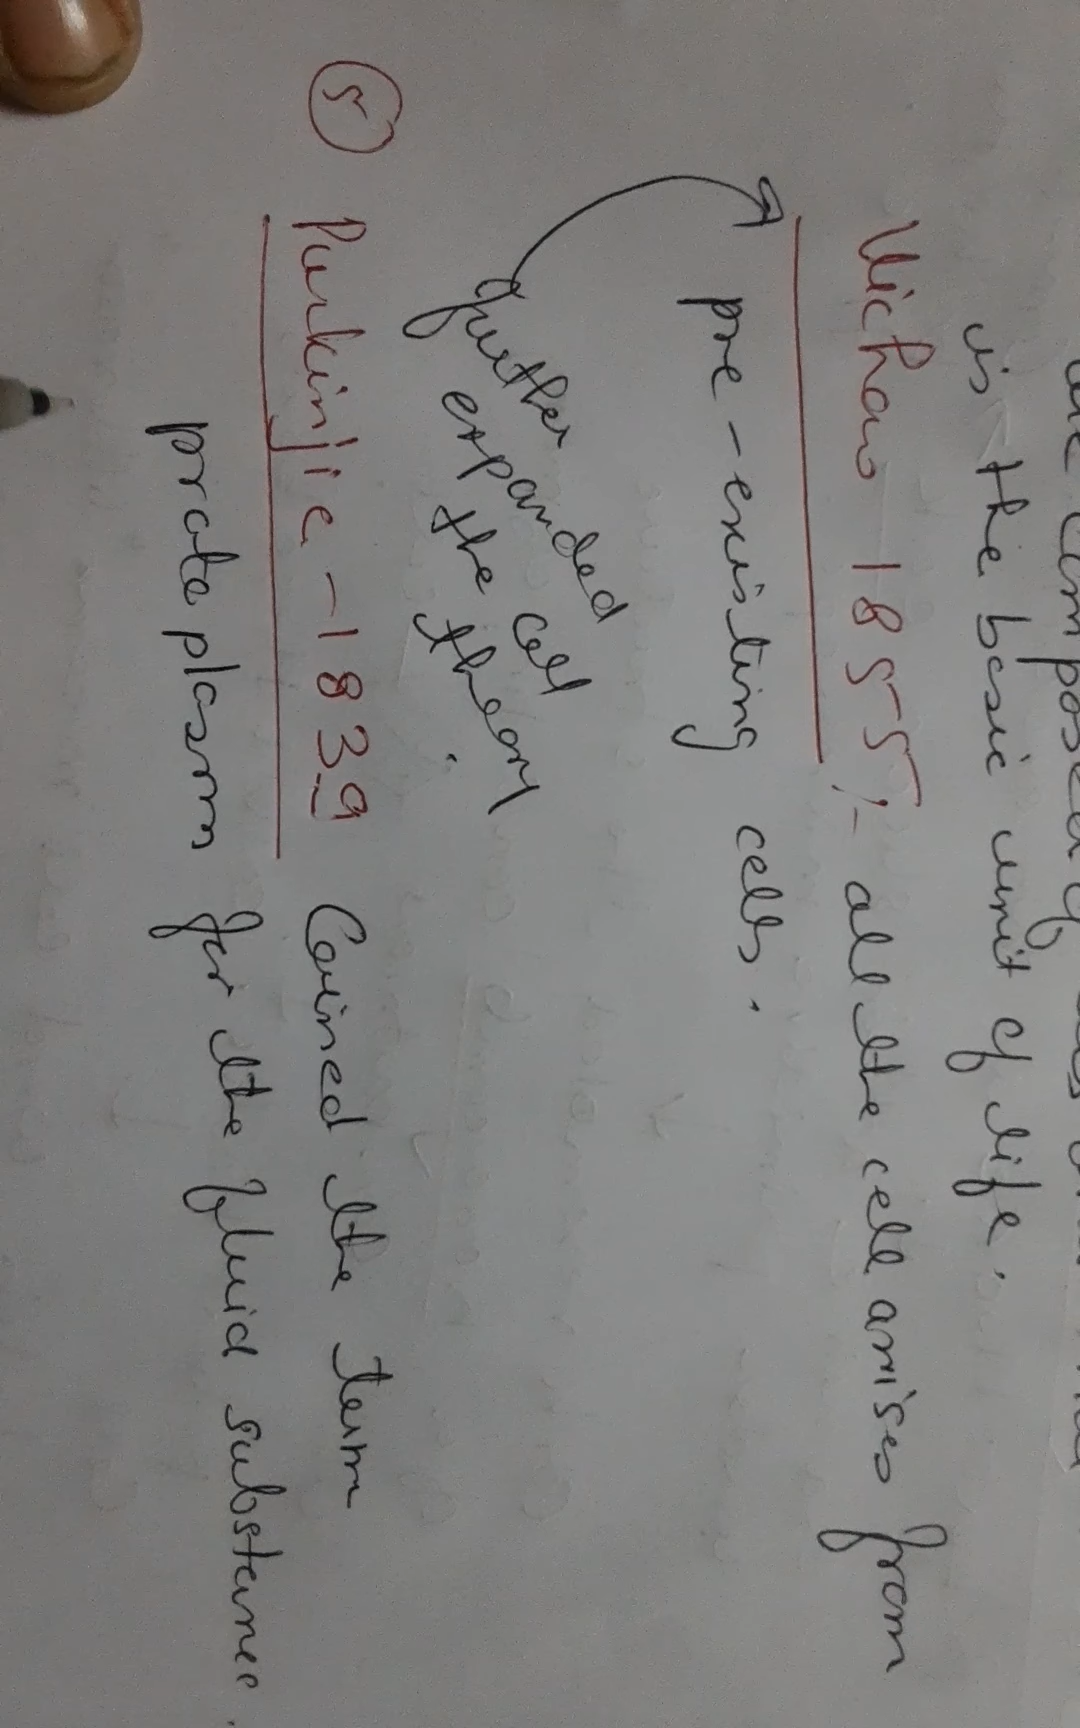 is the basic unit of life.
Vichow 1855:- all the cell arises from
pre-existing cells.
further
expanded
the cell
theory.
⑤ Purkinjie - 1839 Coined the term
protoplasm for the fluid substance